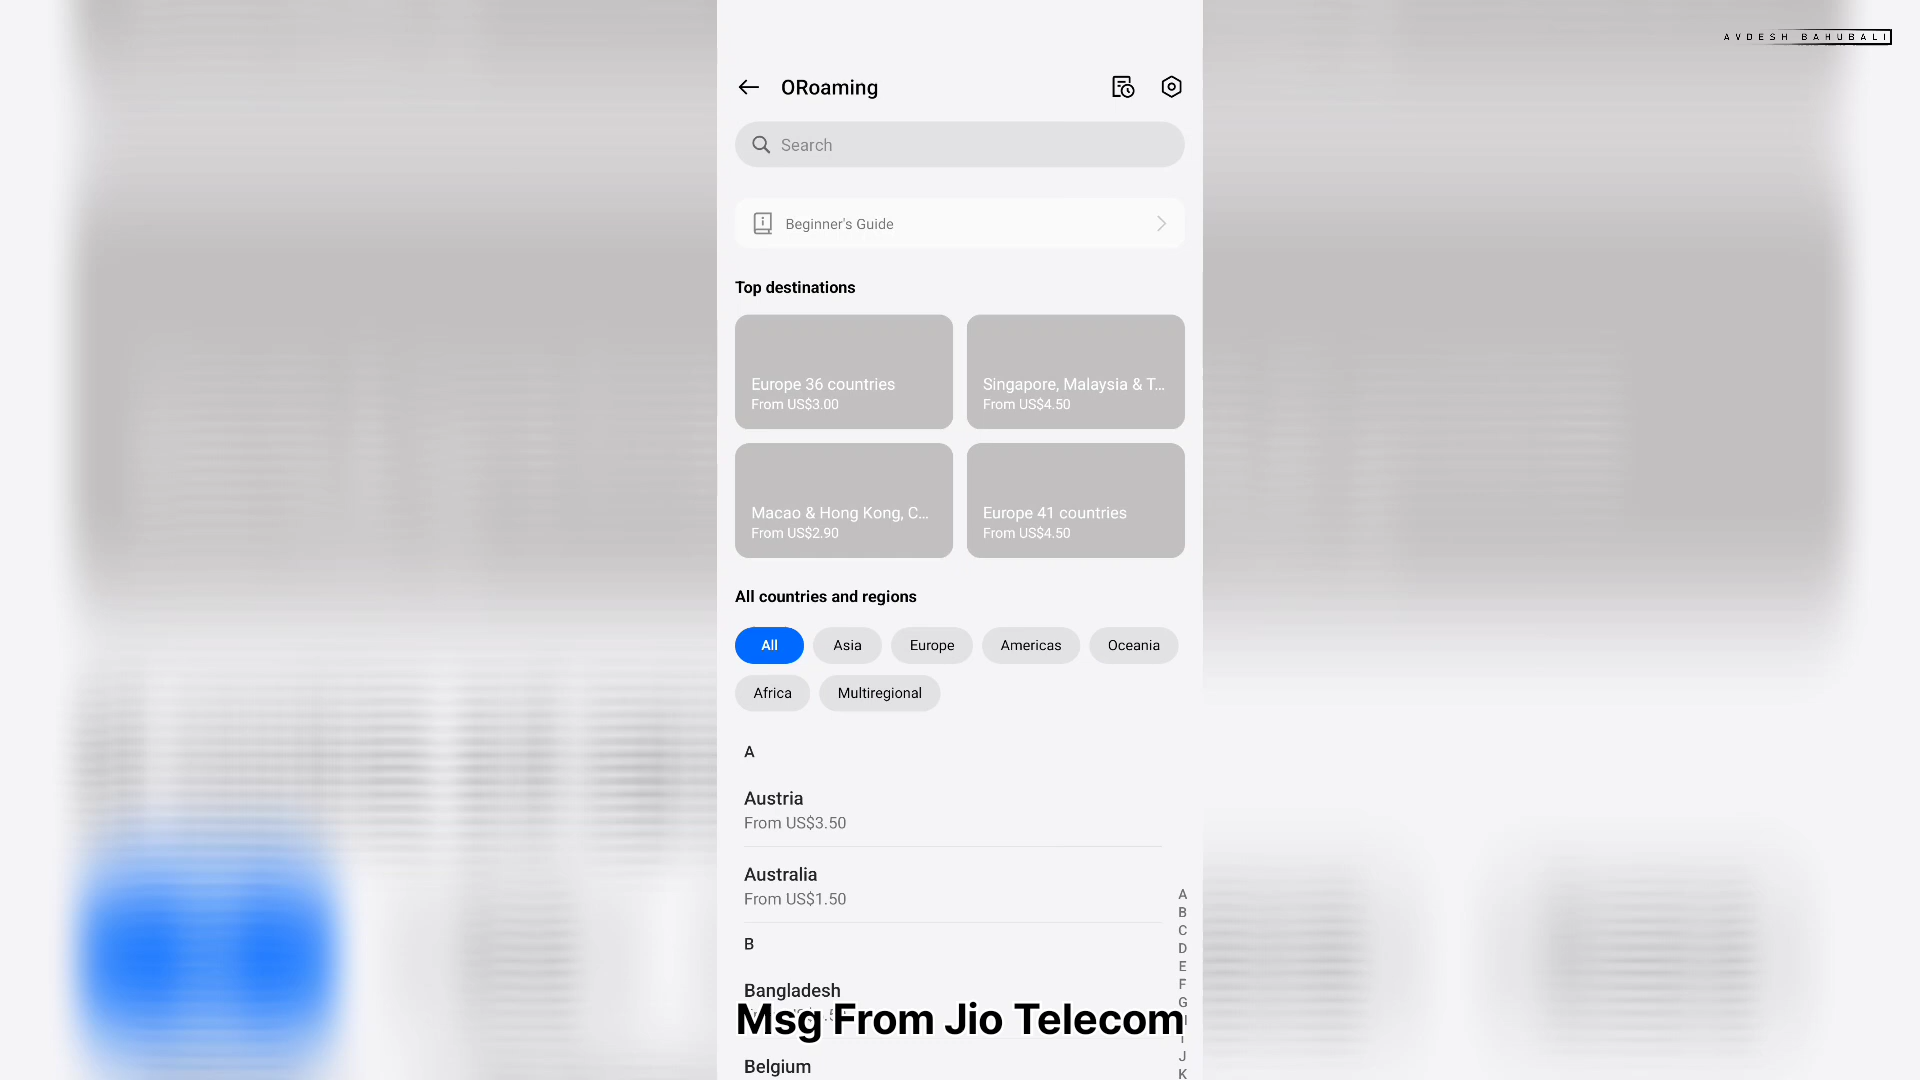 AVDESH BAHUBALI
ORoaming
Search
Beginner's Guide
Top destinations
Europe 36 countries
From US$3.00
Singapore, Malaysia & T...
From US$4.50
Macao & Hong Kong, C...
From US$2.90
Europe 41 countries
From US$4.50
All countries and regions
All
Asia
Europe
Americas
Oceania
Africa
Multiregional
A
Austria
From US$3.50
Australia
From US$1.50
B
Bangladesh
Msg From Jio Telecom
Belgium
A
B
C
D
E
F
G
I
J
K